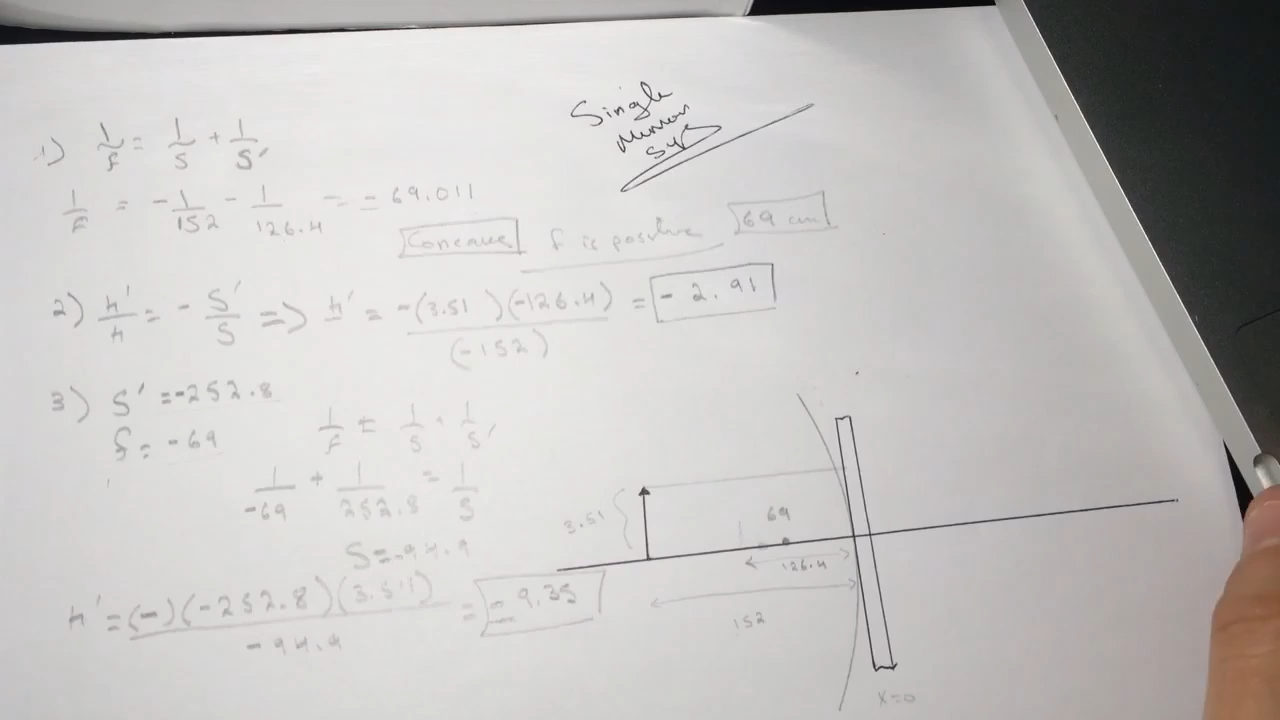 Single
Mirror
Sys
1) 1/f = 1/S + 1/S'
1/F = -1/152 - 1/126.4 = -69.011
Concave f is positive 69 cm
2) h'/h = -S'/S => h' = -(3.51)(-126.4)/(-152) = -2.91
3) S' = -252.8
f = -69
1/F = 1/S + 1/S'
1/-69 + 1/252.8 = 1/S
S = -94.9
h' = (-)(-252.8)(3.511)/-94.9 = -9.35
3.51
69
126.4
152
x=0